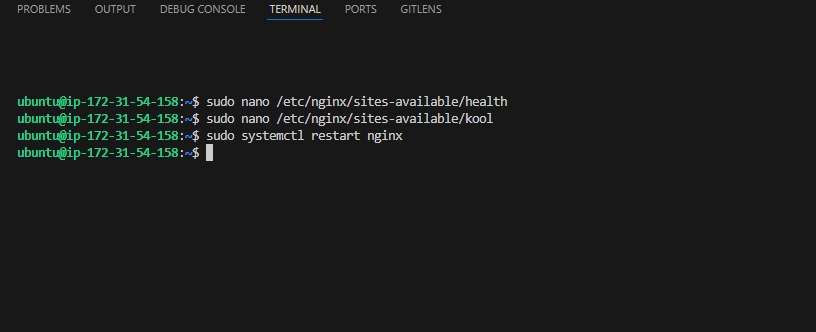 PROBLEMS OUTPUT DEBUG CONSOLE TERMINAL PORTS GITLENS
ubuntu@ip-172-31-54-158:~$ sudo nano /etc/nginx/sites-available/health
ubuntu@ip-172-31-54-158:~$ sudo nano /etc/nginx/sites-available/kool
ubuntu@ip-172-31-54-158:~$ sudo systemctl restart nginx
ubuntu@ip-172-31-54-158:~$